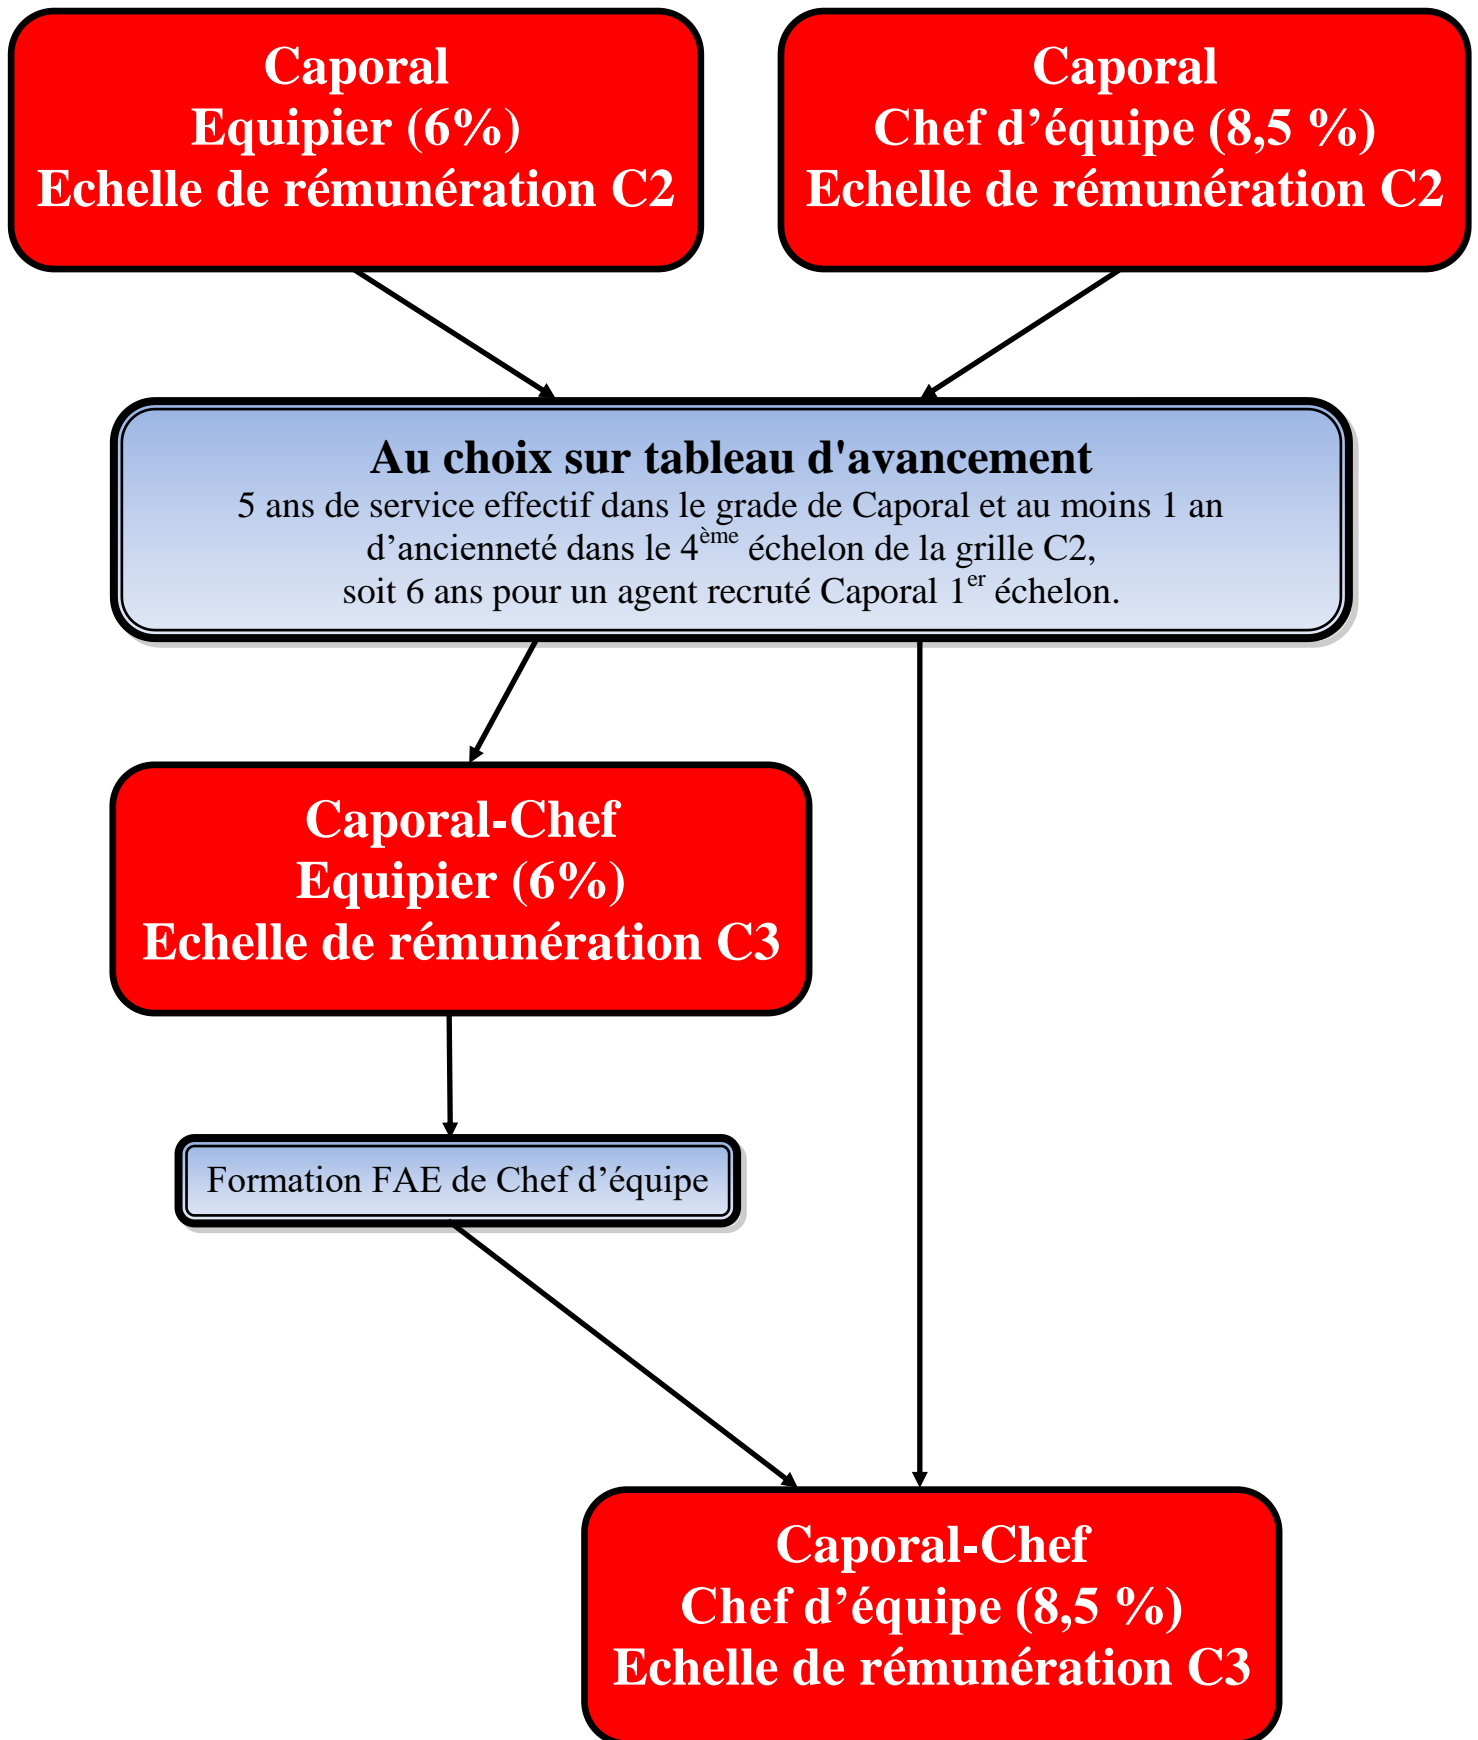 Caporal
Equipier (6%)
Echelle de rémunération C2
Caporal
Chef d’équipe (8,5 %)
Echelle de rémunération C2
Au choix sur tableau d'avancement
5 ans de service effectif dans le grade de Caporal et au moins 1 an
d’ancienneté dans le 4ème échelon de la grille C2,
soit 6 ans pour un agent recruté Caporal 1er échelon.
Caporal-Chef
Equipier (6%)
Echelle de rémunération C3
Formation FAE de Chef d’équipe
Caporal-Chef
Chef d’équipe (8,5 %)
Echelle de rémunération C3